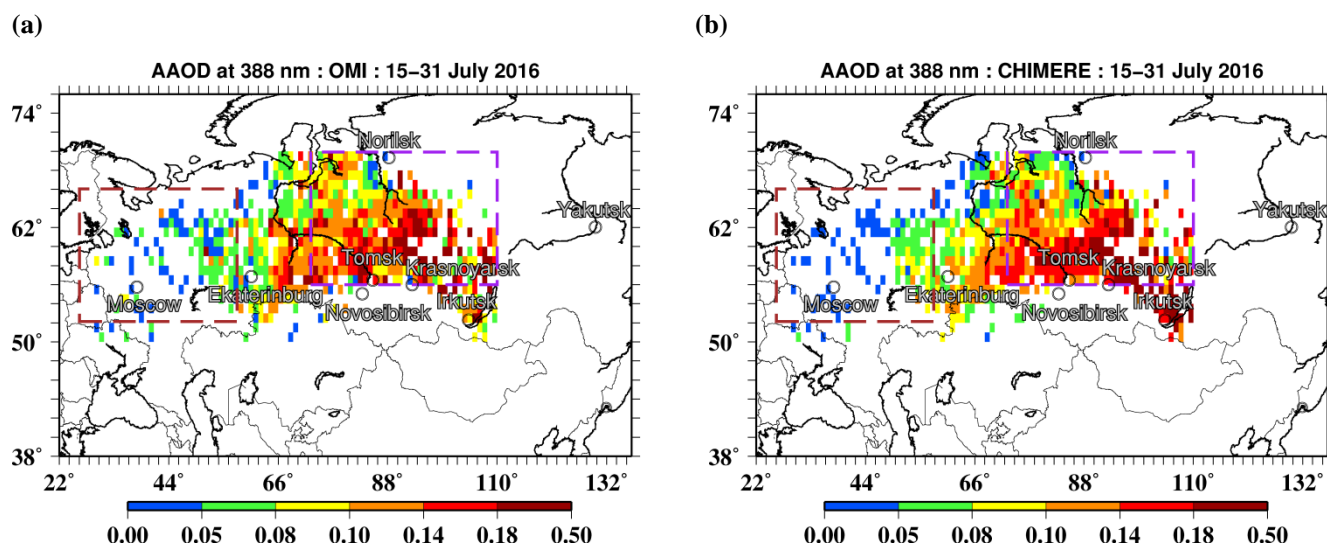 (a)
AAOD at 388 nm : OMI : 15−31 July 2016
74˚
62˚
50˚
38˚
22˚ 44˚ 66˚ 88˚ 110˚ 132˚
Norilsk
Yakutsk
Tomsk
Krasnoyarsk
Moscow
Ekaterinburg
Irkutsk
Novosibirsk
0.00 0.05 0.08 0.10 0.14 0.18 0.50
(b)
AAOD at 388 nm : CHIMERE : 15−31 July 2016
74˚
62˚
50˚
38˚
22˚ 44˚ 66˚ 88˚ 110˚ 132˚
Norilsk
Yakutsk
Tomsk
Krasnoyarsk
Moscow
Ekaterinburg
Irkutsk
Novosibirsk
0.00 0.05 0.08 0.10 0.14 0.18 0.50